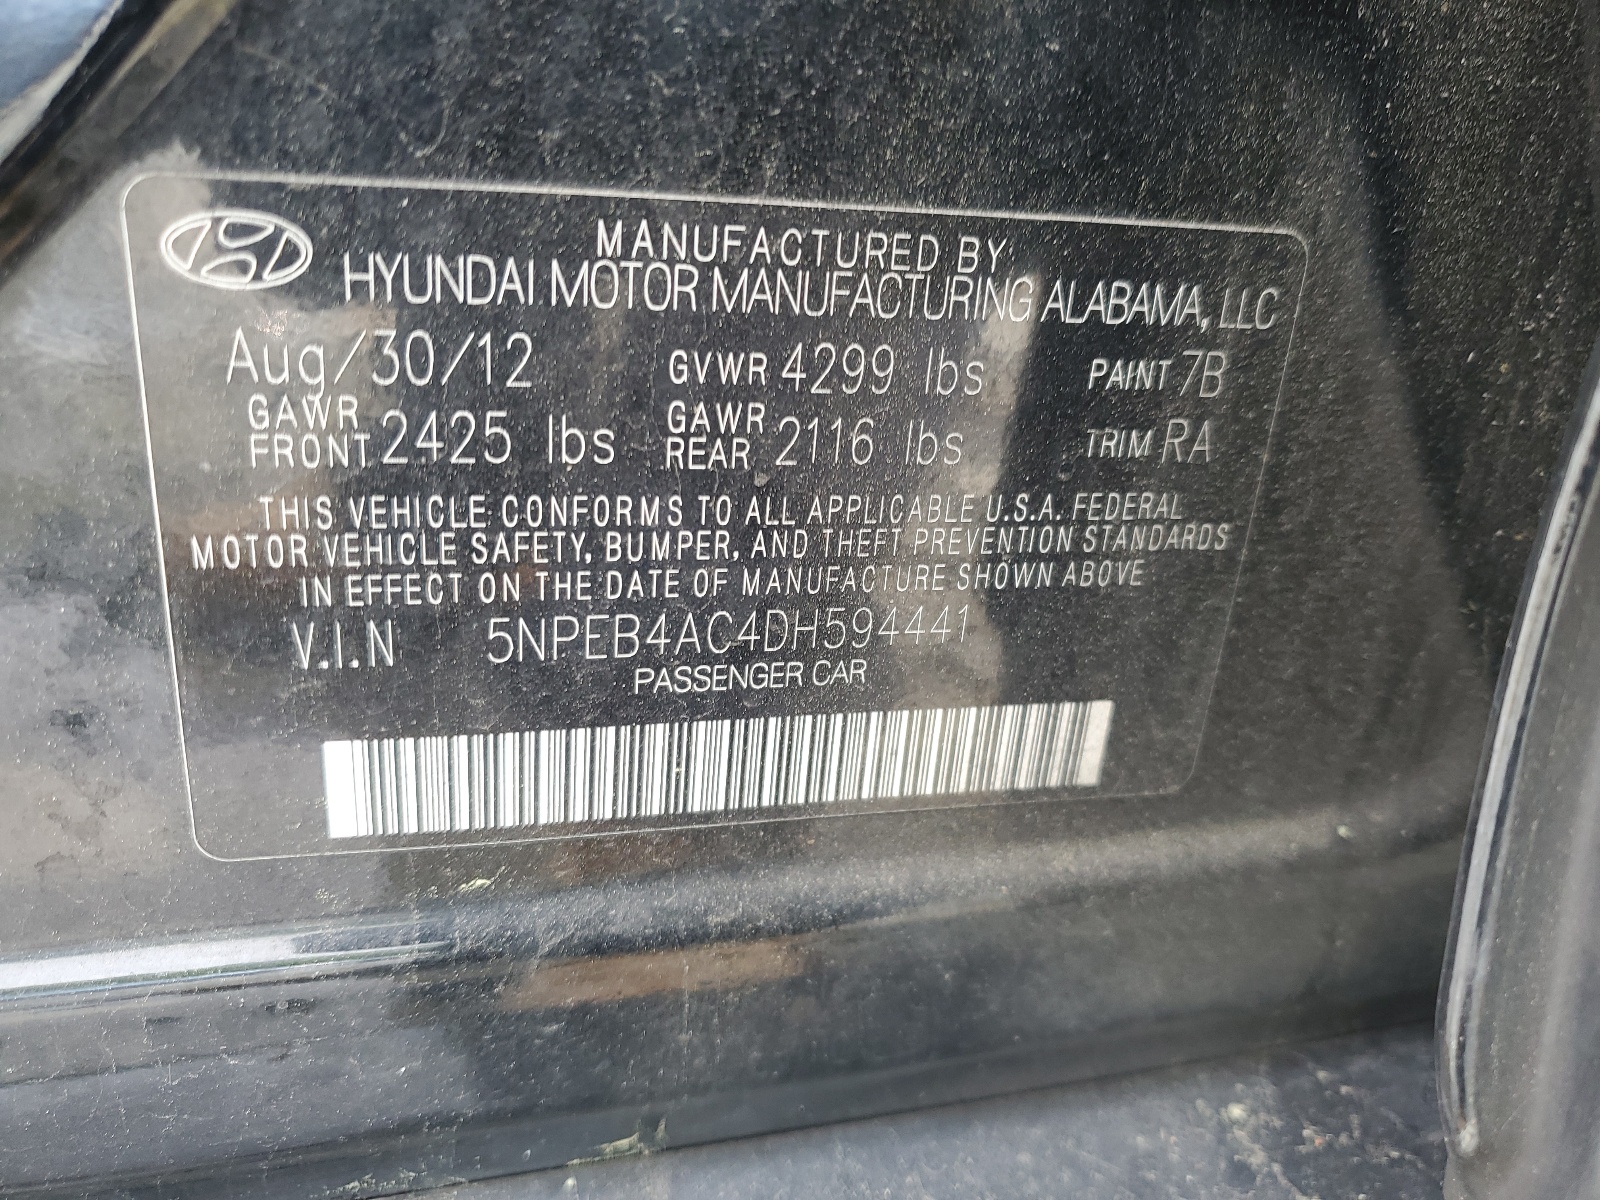 MANUFACTURED BY
HYUNDAI MOTOR MANUFACTURING ALABAMA, LLC
Aug/30/12 GVWR 4299 lbs PAINT 7B
GAWR FRONT 2425 lbs GAWR REAR 2116 lbs TRIM RA
THIS VEHICLE CONFORMS TO ALL APPLICABLE U.S.A. FEDERAL
MOTOR VEHICLE SAFETY, BUMPER, AND THEFT PREVENTION STANDARDS
IN EFFECT ON THE DATE OF MANUFACTURE SHOWN ABOVE
V.I.N 5NPEB4AC4DH594441
PASSENGER CAR